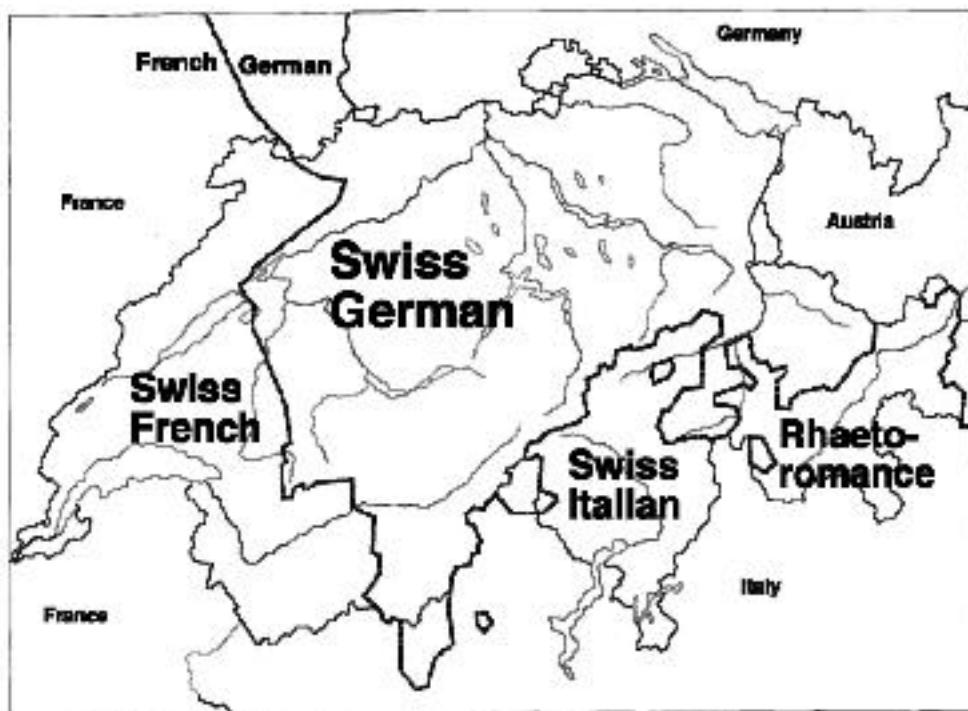 Germany
French German
France
Austria
Swiss
German
Swiss
French
Rhaeto-
romance
Swiss
Itallan
Italy
France